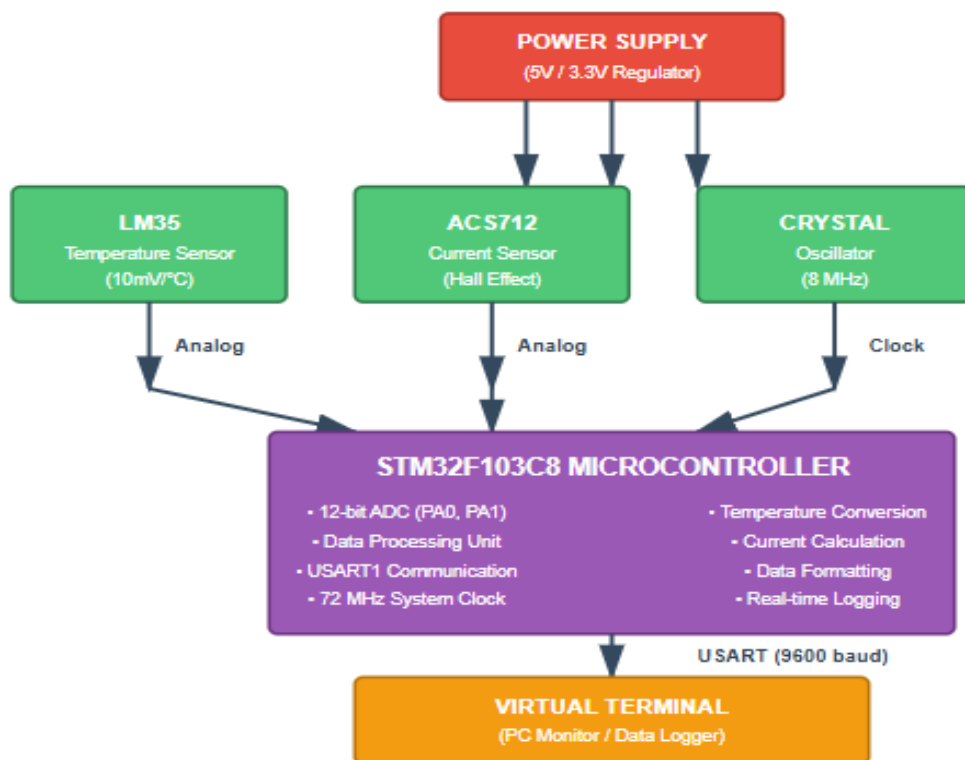 POWER SUPPLY
(5V / 3.3V Regulator)
LM35
Temperature Sensor
(10mV/°C)
ACS712
Current Sensor
(Hall Effect)
CRYSTAL
Oscillator
(8 MHz)
Analog
Analog
Clock
STM32F103C8 MICROCONTROLLER
- 12-bit ADC (PA0, PA1)
- Data Processing Unit
- USART1 Communication
- 72 MHz System Clock
- Temperature Conversion
- Current Calculation
- Data Formatting
- Real-time Logging
USART (9600 baud)
VIRTUAL TERMINAL
(PC Monitor / Data Logger)